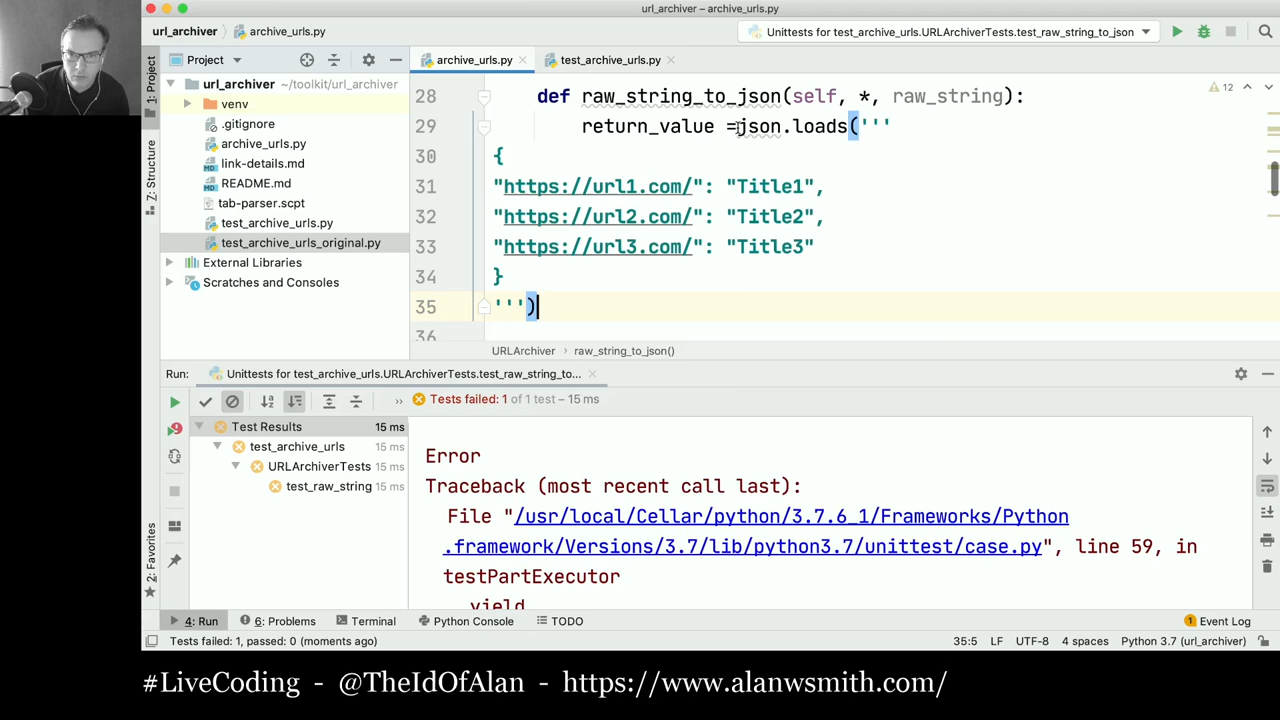 url_archiver – archive_urls.py
url_archiver
archive_urls.py
Unittests for test_archive_urls.URLArchiverTests.test_raw_string_to_json
1: Project
Project
archive_urls.py
test_archive_urls.py
url_archiver ~/toolkit/url_archiver
venv
.gitignore
archive_urls.py
link-details.md
README.md
tab-parser.scpt
test_archive_urls.py
test_archive_urls_original.py
External Libraries
Scratches and Consoles
Z: Structure
12
28 def raw_string_to_json(self, *, raw_string):
29 return_value =json.loads('''
30 {
31 "https://url1.com/": "Title1",
32 "https://url2.com/": "Title2",
33 "https://url3.com/": "Title3"
34 }
35 ''')
36
URLArchiver
raw_string_to_json()
Run:
Unittests for test_archive_urls.URLArchiverTests.test_raw_string_to...
Tests failed: 1 of 1 test – 15 ms
Test Results 15 ms
test_archive_urls 15 ms
URLArchiverTests 15 ms
test_raw_string 15 ms
Error
Traceback (most recent call last):
File "/usr/local/Cellar/python/3.7.6_1/Frameworks/Python
.framework/Versions/3.7/lib/python3.7/unittest/case.py", line 59, in
testPartExecutor
yield
2: Favorites
4: Run
6: Problems
Terminal
Python Console
TODO
1 Event Log
Tests failed: 1, passed: 0 (moments ago)
35:5 LF UTF-8 4 spaces Python 3.7 (url_archiver)
#LiveCoding - @TheIdOfAlan - https://www.alanwsmith.com/